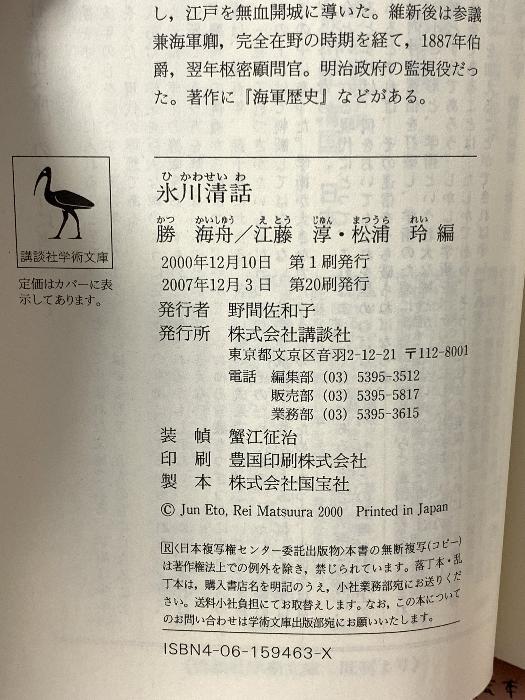 し，江戸を無血開城に導いた。維新後は参議
兼海軍卿，完全在野の時期を経て，1887年伯
爵，翌年枢密顧問官。明治政府の監視役だっ
た。著作に『海軍歴史』などがある。
講談社学術文庫
定価はカバーに表
示してあります。
ひかわせいわ
氷川清話
かつ かいしゅう えとう じゅん まつうら れい
勝 海舟／江藤 淳・松浦 玲 編
2000年12月10日 第1刷発行
2007年12月3日 第20刷発行
発行者 野間佐和子
発行所 株式会社講談社
東京都文京区音羽2-12-21 〒112-8001
電話 編集部 (03) 5395-3512
販売部 (03) 5395-5817
業務部 (03) 5395-3615
装 幀 蟹江征治
印 刷 豊国印刷株式会社
製 本 株式会社国宝社
© Jun Eto, Rei Matsuura 2000 Printed in Japan
Ⓡ〈日本複写権センター委託出版物〉本書の無断複写(コピー)
は著作権法上での例外を除き，禁じられています。落丁本・乱
丁本は，購入書店名を明記のうえ，小社業務部宛にお送りくだ
さい。送料小社負担にてお取替えします。なお，この本について
のお問い合わせは学術文庫出版部宛にお願いいたします。
ISBN4-06-159463-X